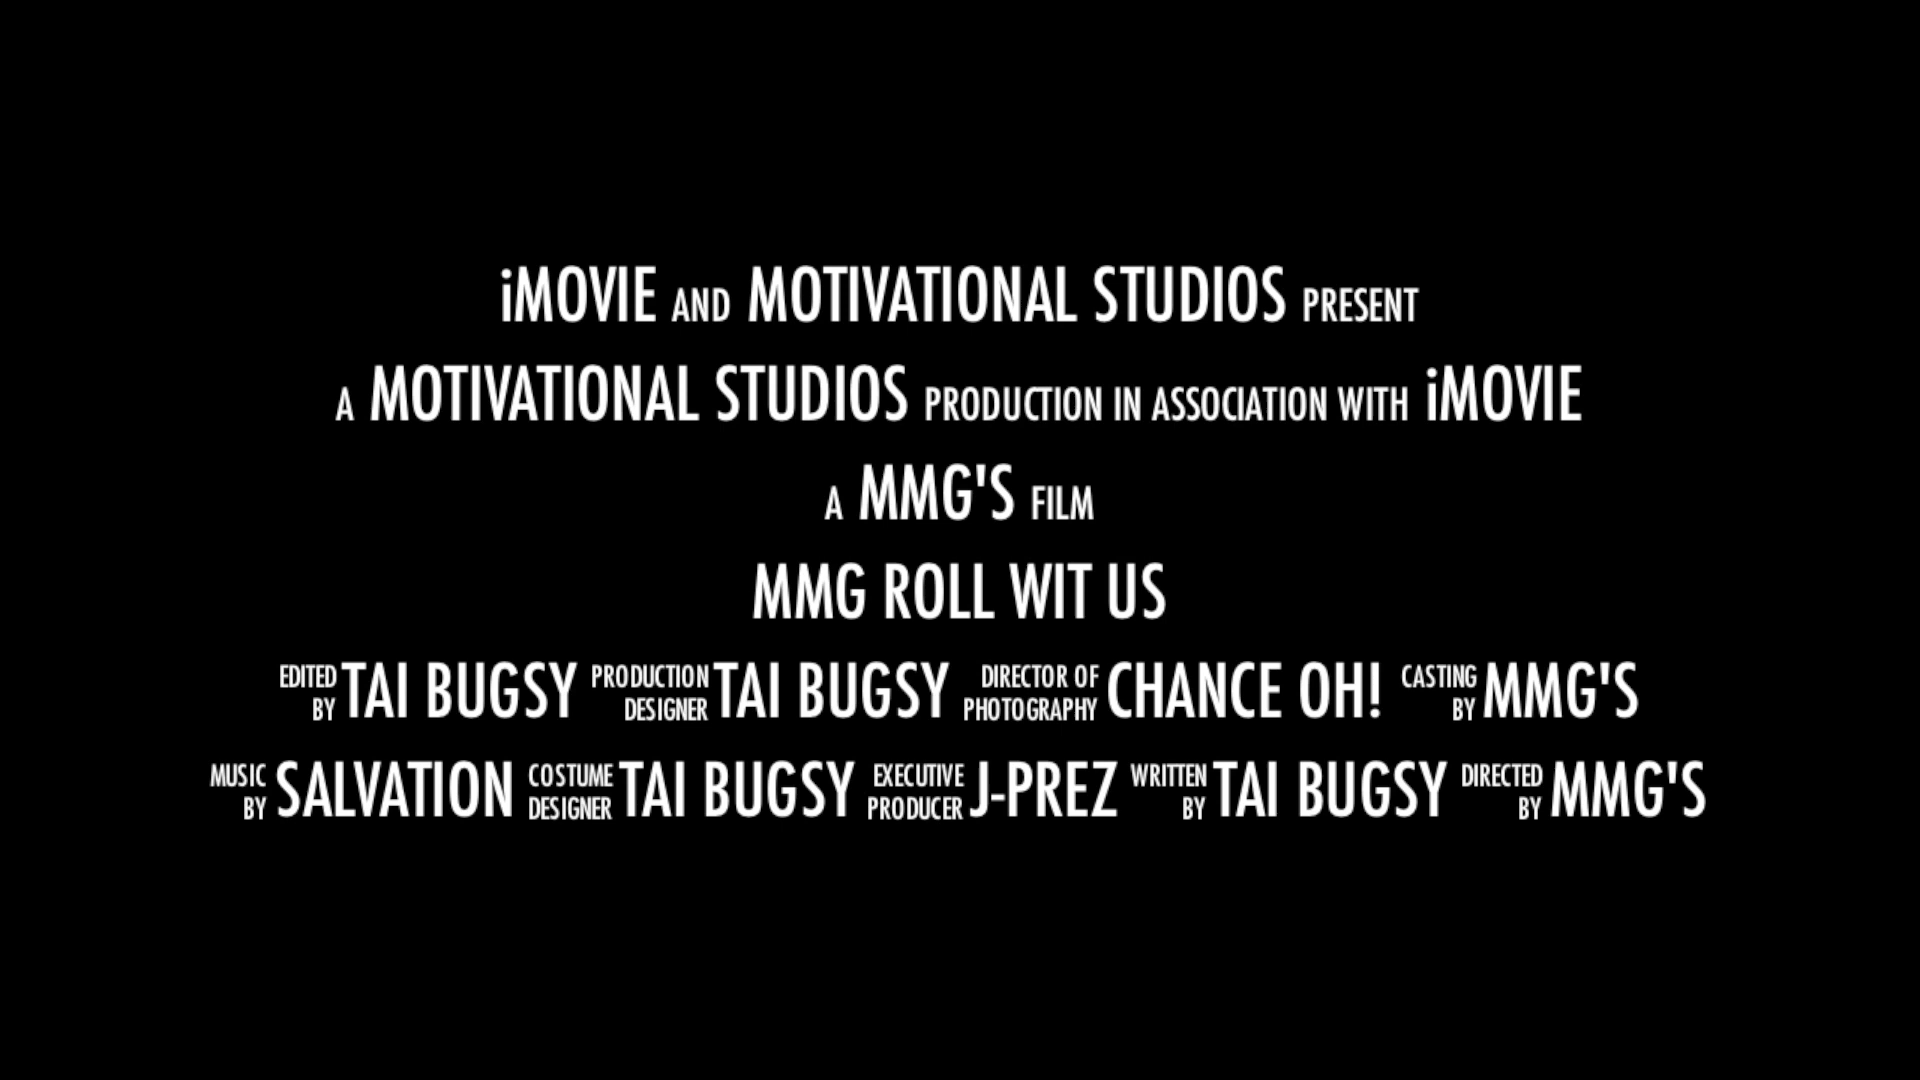 iMOVIE AND MOTIVATIONAL STUDIOS PRESENT
A MOTIVATIONAL STUDIOS PRODUCTION IN ASSOCIATION WITH iMOVIE
A MMG'S FILM
MMG ROLL WIT US
EDITED BY TAI BUGSY PRODUCTION DESIGNER TAI BUGSY DIRECTOR OF PHOTOGRAPHY CHANCE OH! CASTING BY MMG'S
MUSIC BY SALVATION COSTUME DESIGNER TAI BUGSY EXECUTIVE PRODUCER J-PREZ WRITTEN BY TAI BUGSY DIRECTED BY MMG'S